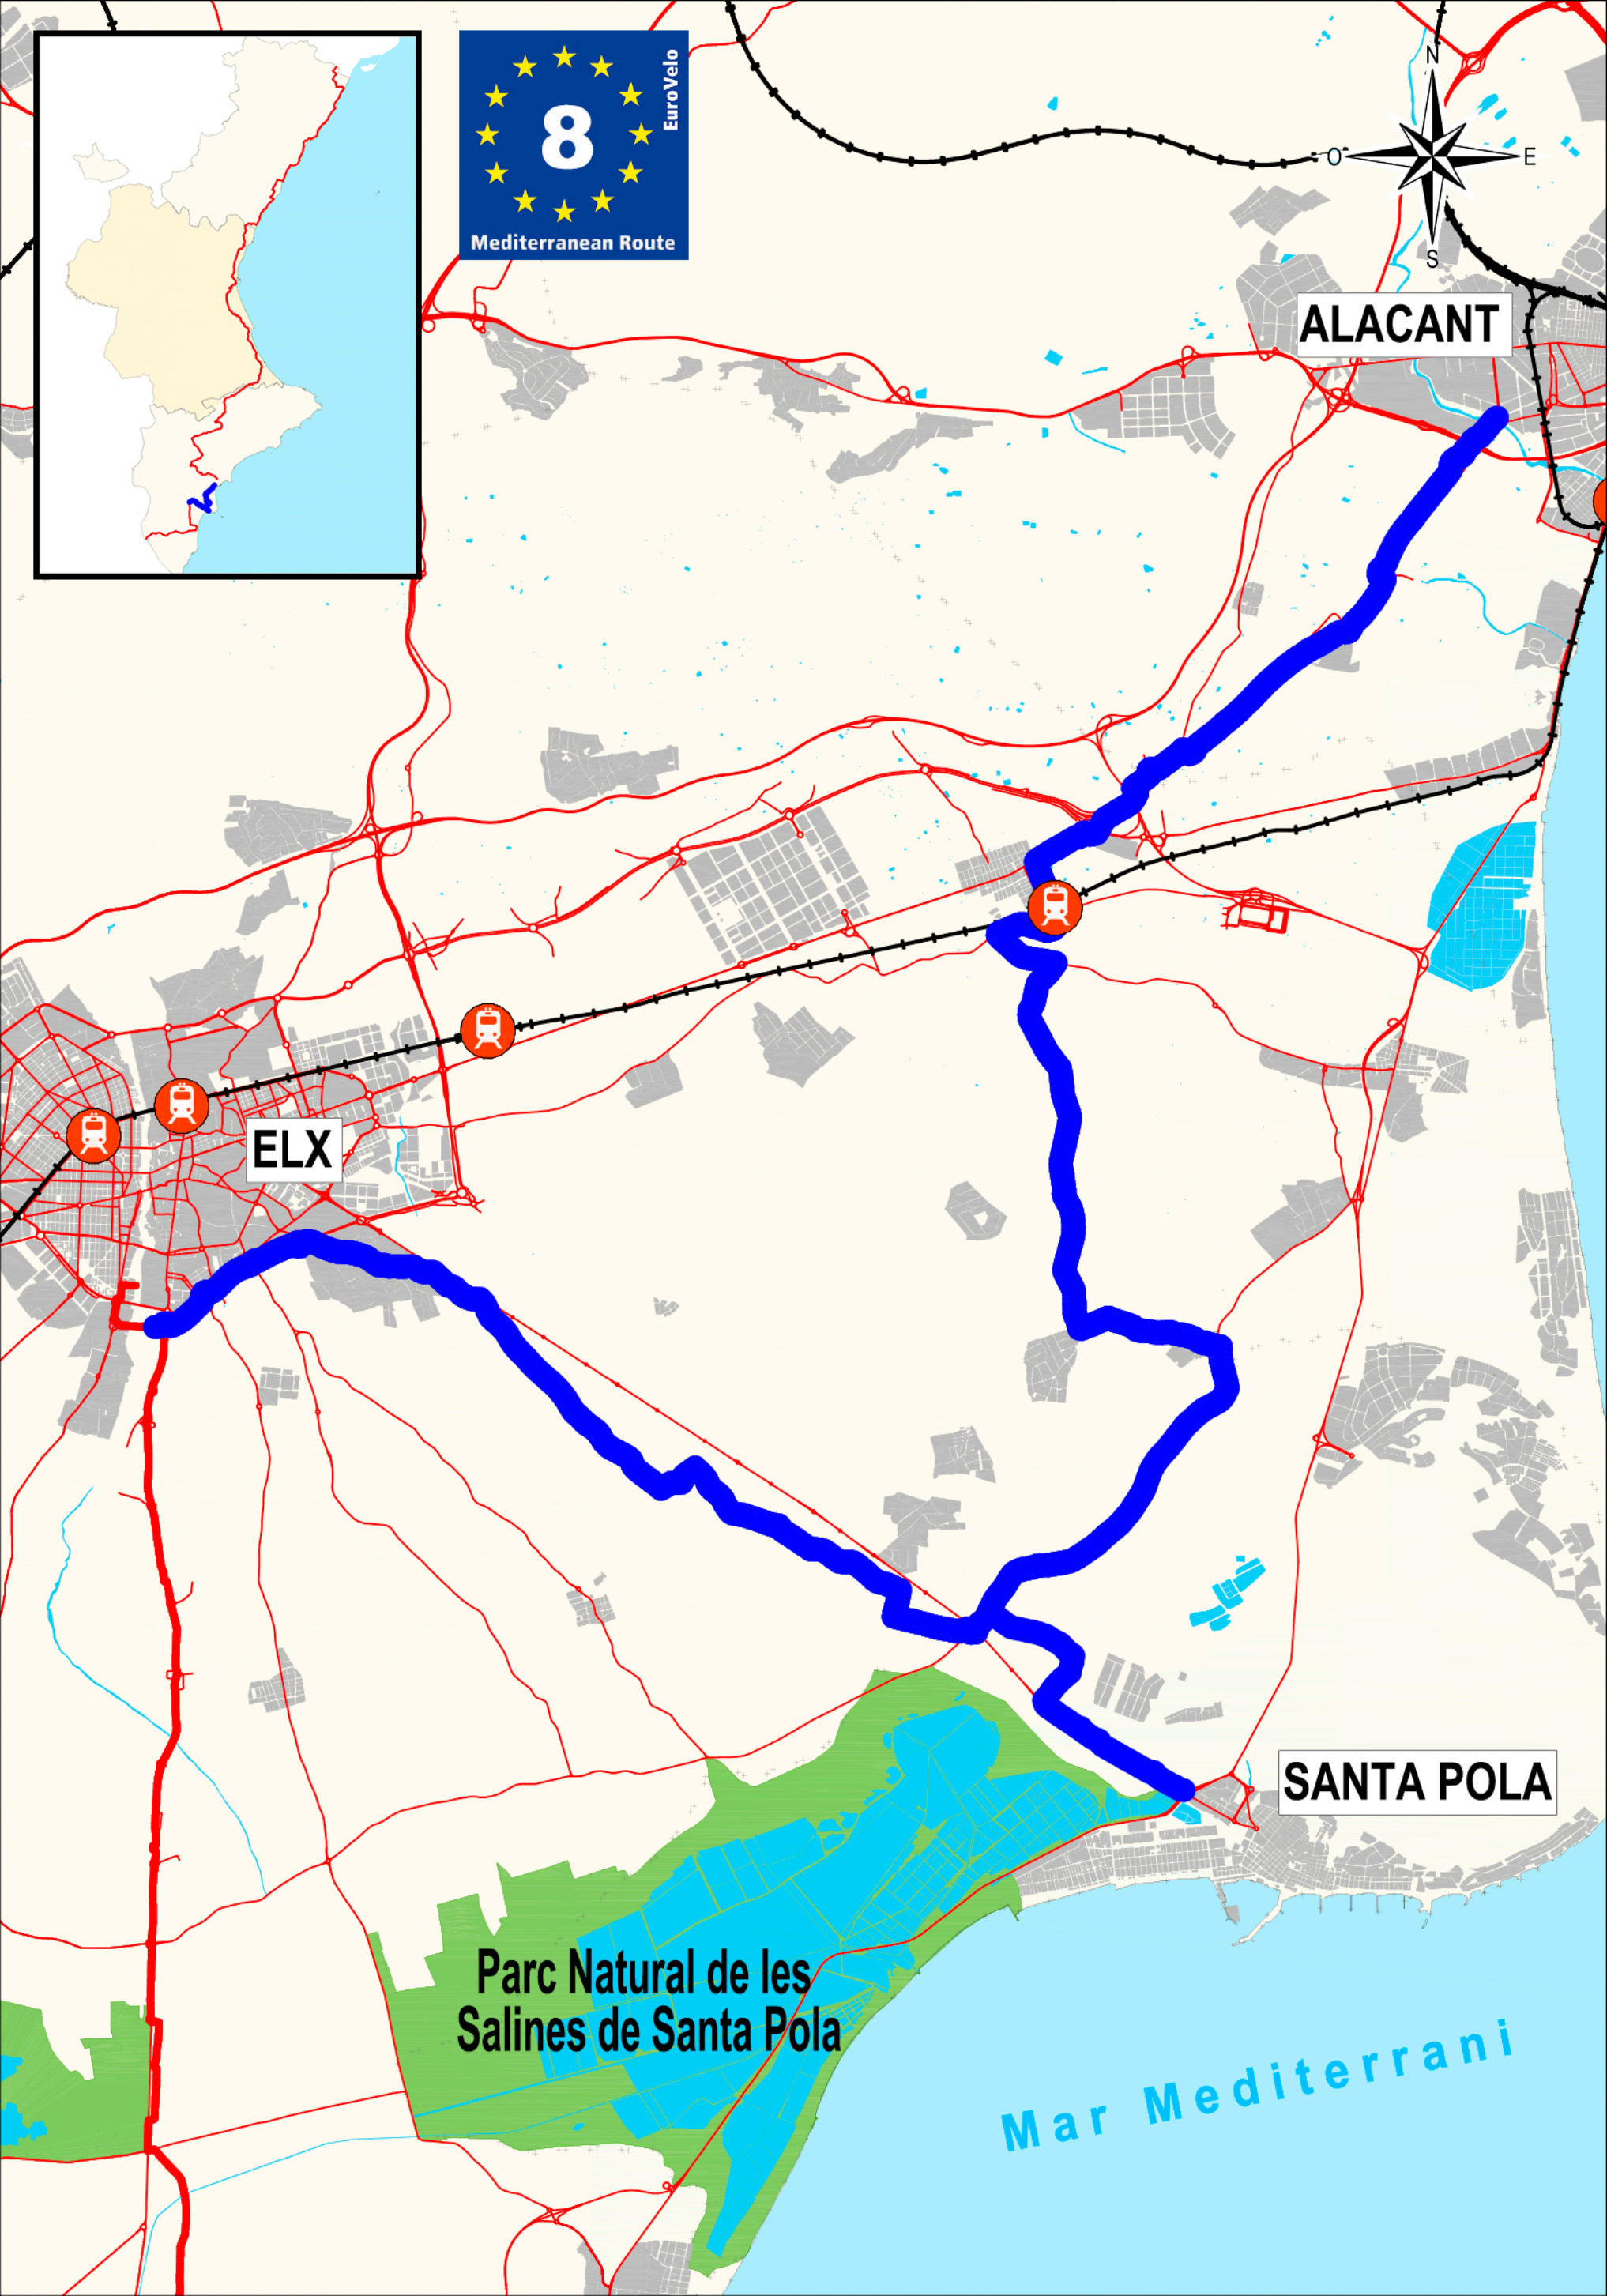 EuroVelo
8
Mediterranean Route
N
O
E
S
ALACANT
ELX
SANTA POLA
Parc Natural de les
Salines de Santa Pola
Mar Mediterrani